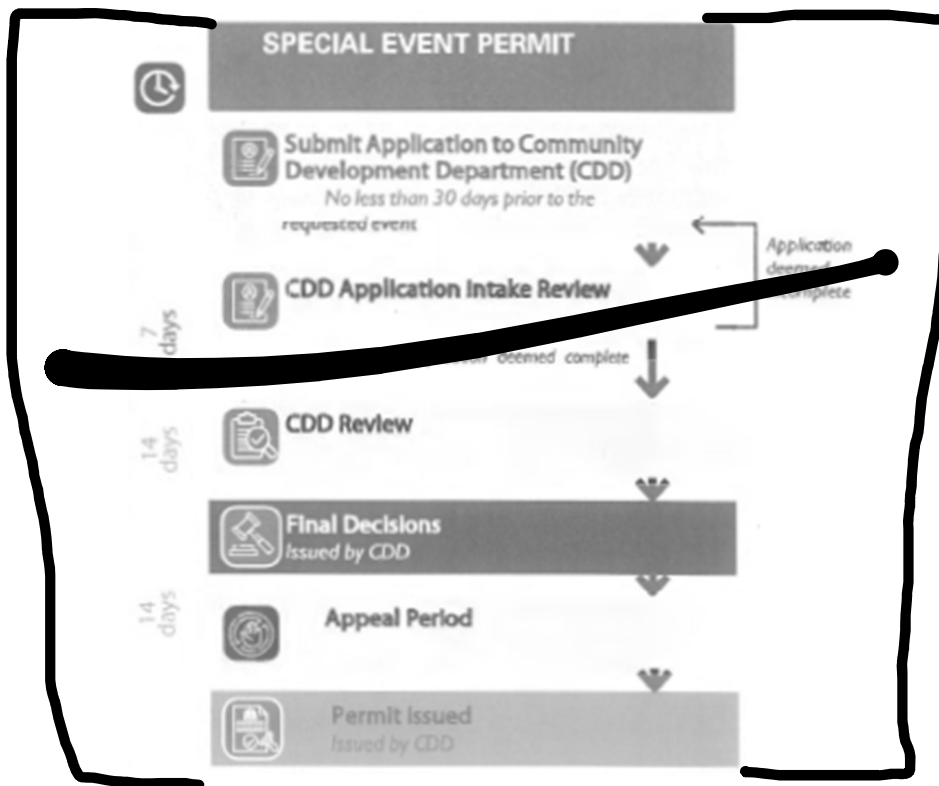 SPECIAL EVENT PERMIT
Submit Application to Community
Development Department (CDD)
No less than 30 days prior to the
requested event
Application
deemed
CDD Application Intake Review
7
days
deemed complete
CDD Review
14
days
Final Decisions
Issued by CDD
14
days
Appeal Period
Permit Issued
Issued by CDD